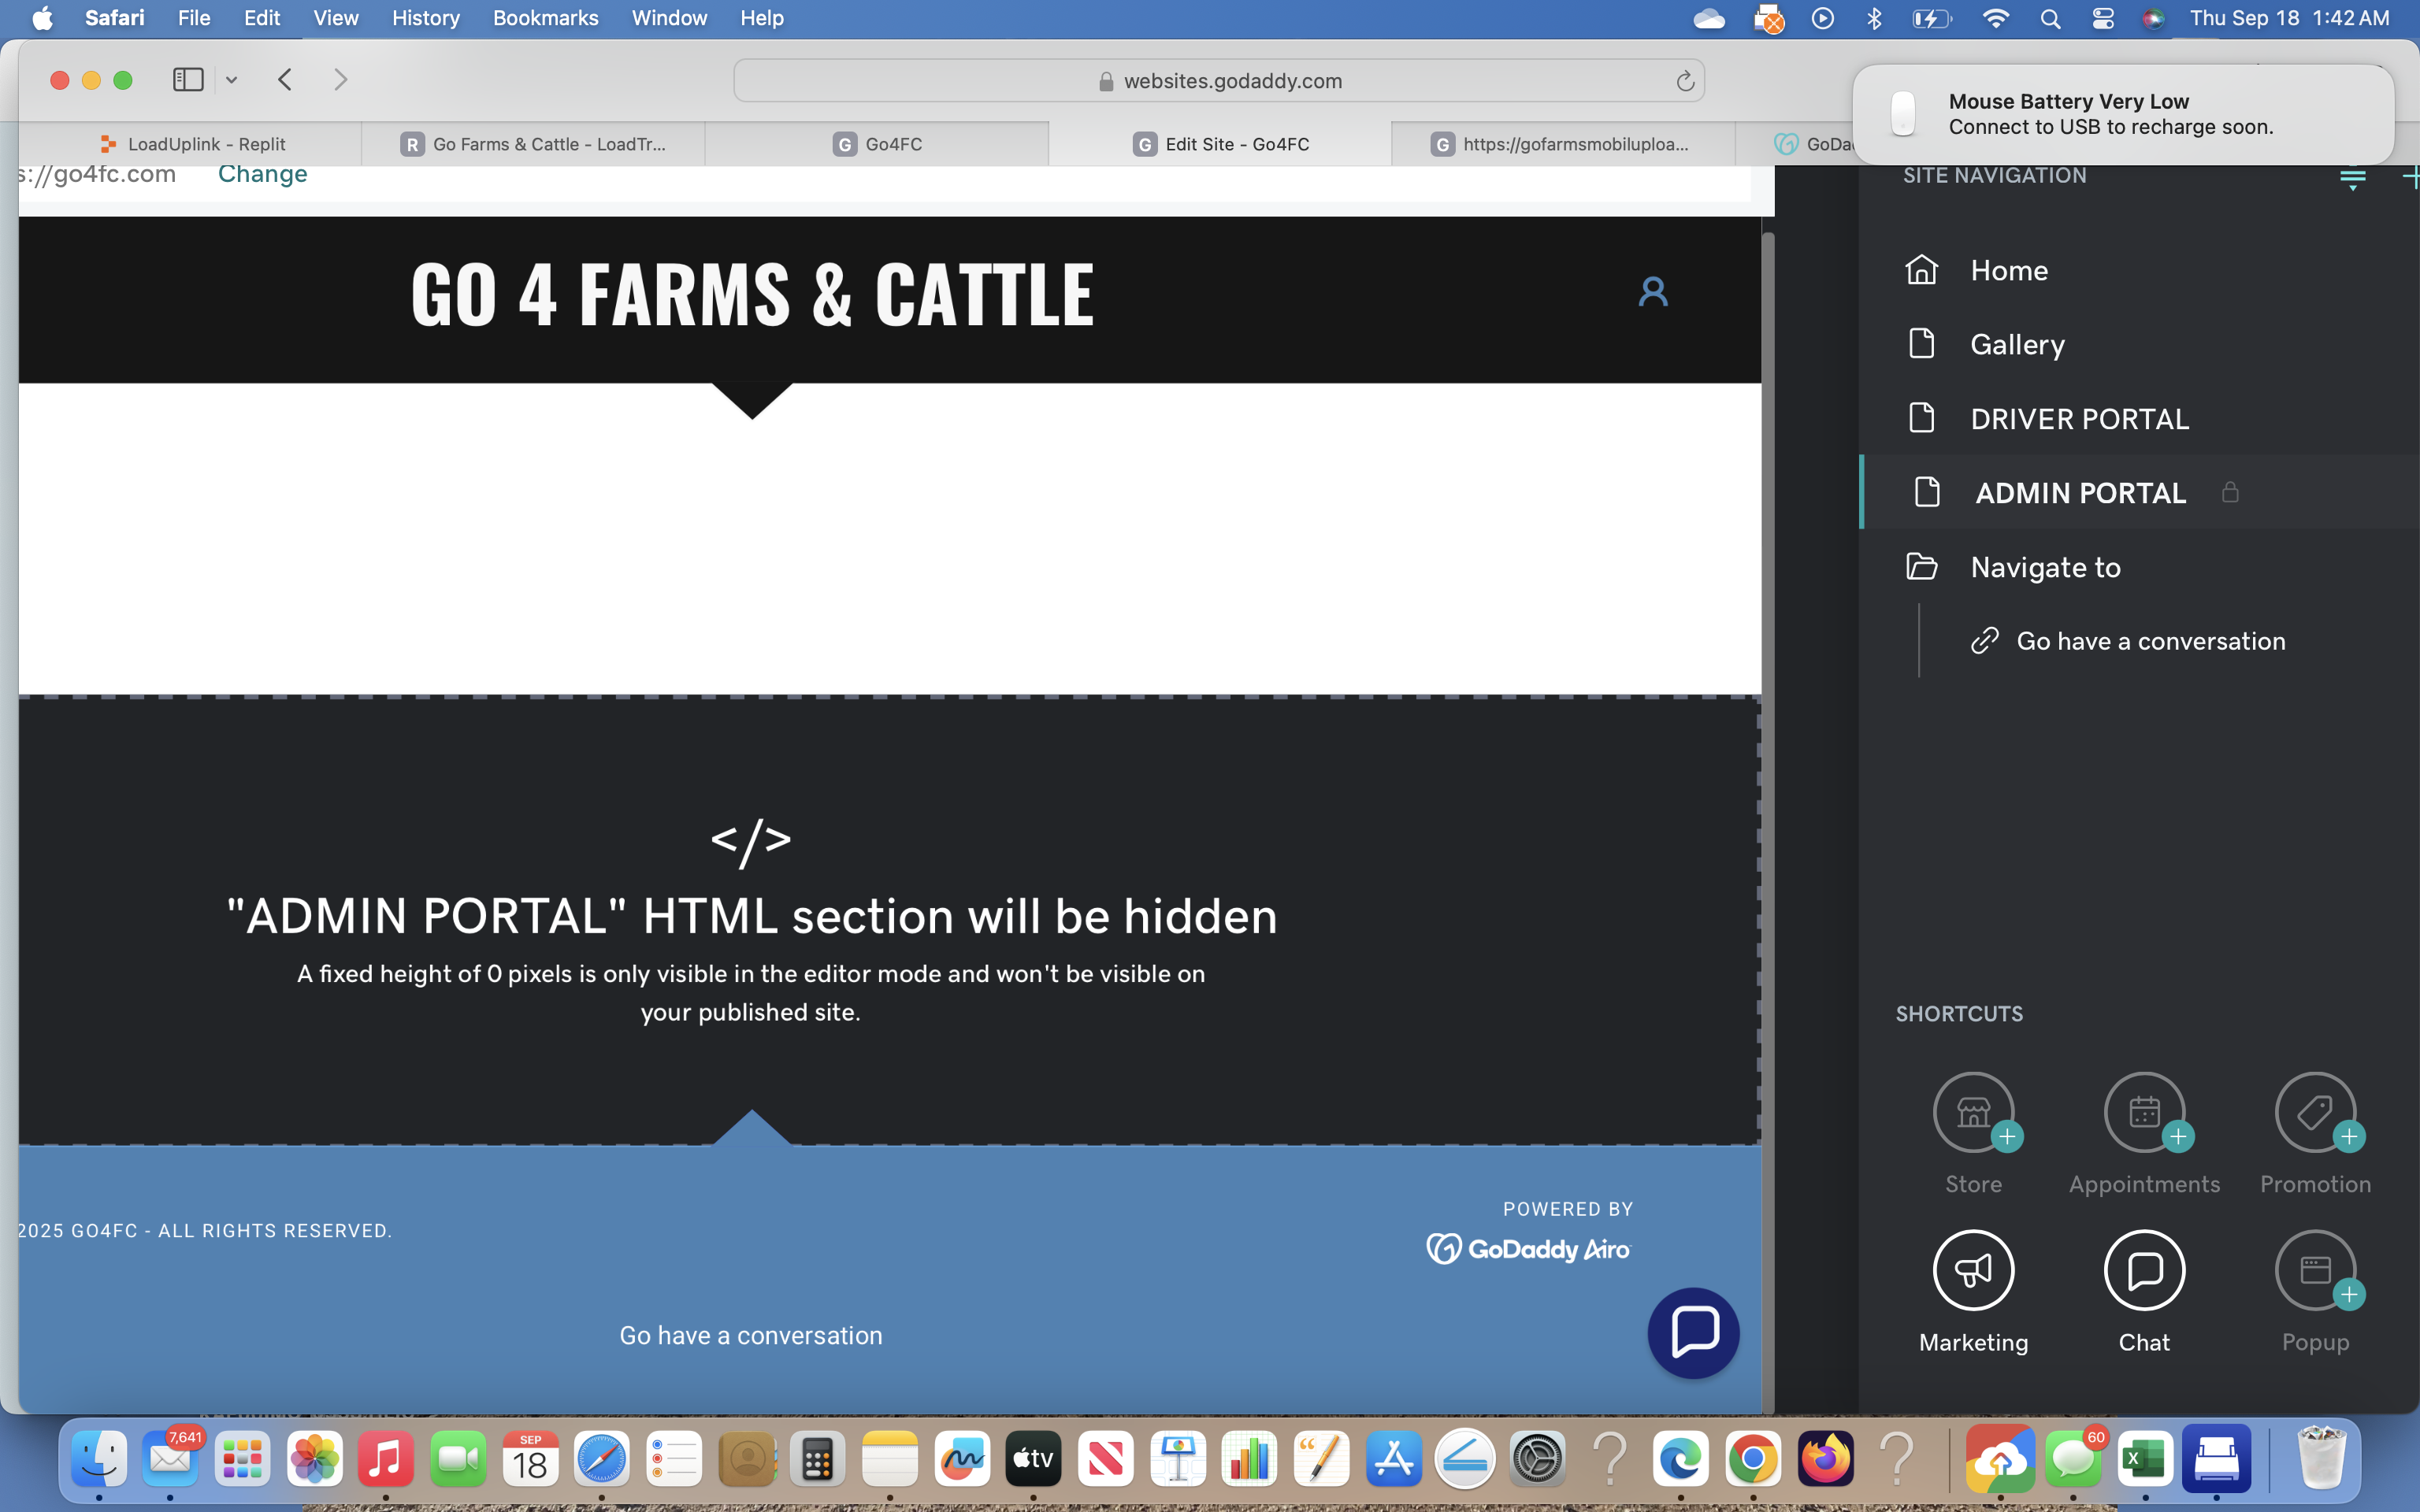 Safari File Edit View History Bookmarks Window Help Thu Sep 18 1:42 AM
websites.godaddy.com
Mouse Battery Very Low
Connect to USB to recharge soon.
LoadUplink - Replit
R Go Farms & Cattle - LoadTr...
G Go4FC
G Edit Site - Go4FC
G https://gofarmsmobiluploa...
GoDa
s://go4fc.com Change
GO 4 FARMS & CATTLE
</>
"ADMIN PORTAL" HTML section will be hidden
A fixed height of 0 pixels is only visible in the editor mode and won't be visible on
your published site.
2025 GO4FC - ALL RIGHTS RESERVED.
POWERED BY
GoDaddy Airo
Go have a conversation
SITE NAVIGATION
Home
Gallery
DRIVER PORTAL
ADMIN PORTAL
Navigate to
Go have a conversation
SHORTCUTS
Store Appointments Promotion
Marketing Chat Popup
7,641
SEP
18
tv
60
X